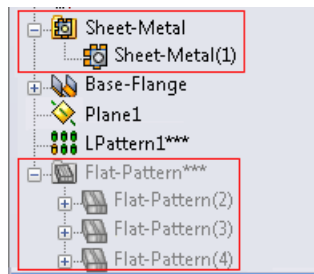 Sheet-Metal
Sheet-Metal(1)
Base-Flange
Plane1
LPattern1***
Flat-Pattern***
Flat-Pattern(2)
Flat-Pattern(3)
Flat-Pattern(4)